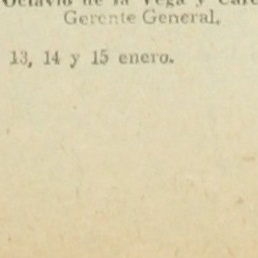 Octavio de la Vega y
Gerente General.
13, 14 y 15 enero.